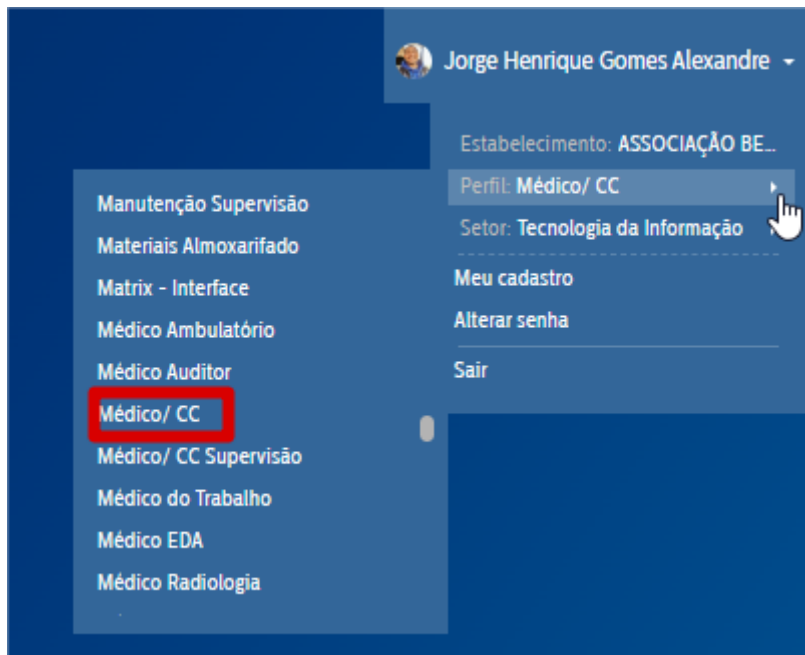 Jorge Henrique Gomes Alexandre
Estabelecimento: ASSOCIAÇÃO BE...
Perfil: Médico/ CC
Setor: Tecnologia da Informação
Meu cadastro
Alterar senha
Sair
Manutenção Supervisão
Materiais Almoxarifado
Matrix - Interface
Médico Ambulatório
Médico Auditor
Médico/ CC
Médico/ CC Supervisão
Médico do Trabalho
Médico EDA
Médico Radiologia